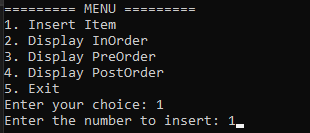 ========= MENU =========
1. Insert Item
2. Display InOrder
3. Display PreOrder
4. Display PostOrder
5. Exit
Enter your choice: 1
Enter the number to insert: 1